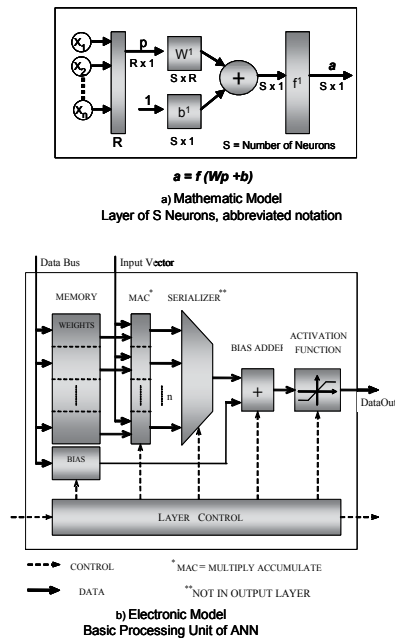 X1
X2
Xn
R
p
R x 1
W1
S x R
1
b1
S x 1
+
S x 1
f1
a
S x 1
S = Number of Neurons
a = f (Wp +b)
a) Mathematic Model
Layer of S Neurons, abbreviated notation
Data Bus
Input Vector
MEMORY
MAC*
SERIALIZER**
WEIGHTS
n
BIAS ADDER
ACTIVATION
FUNCTION
+
DataOut
BIAS
LAYER CONTROL
CONTROL
*MAC = MULTIPLY ACCUMULATE
DATA
**NOT IN OUTPUT LAYER
b) Electronic Model
Basic Processing Unit of ANN